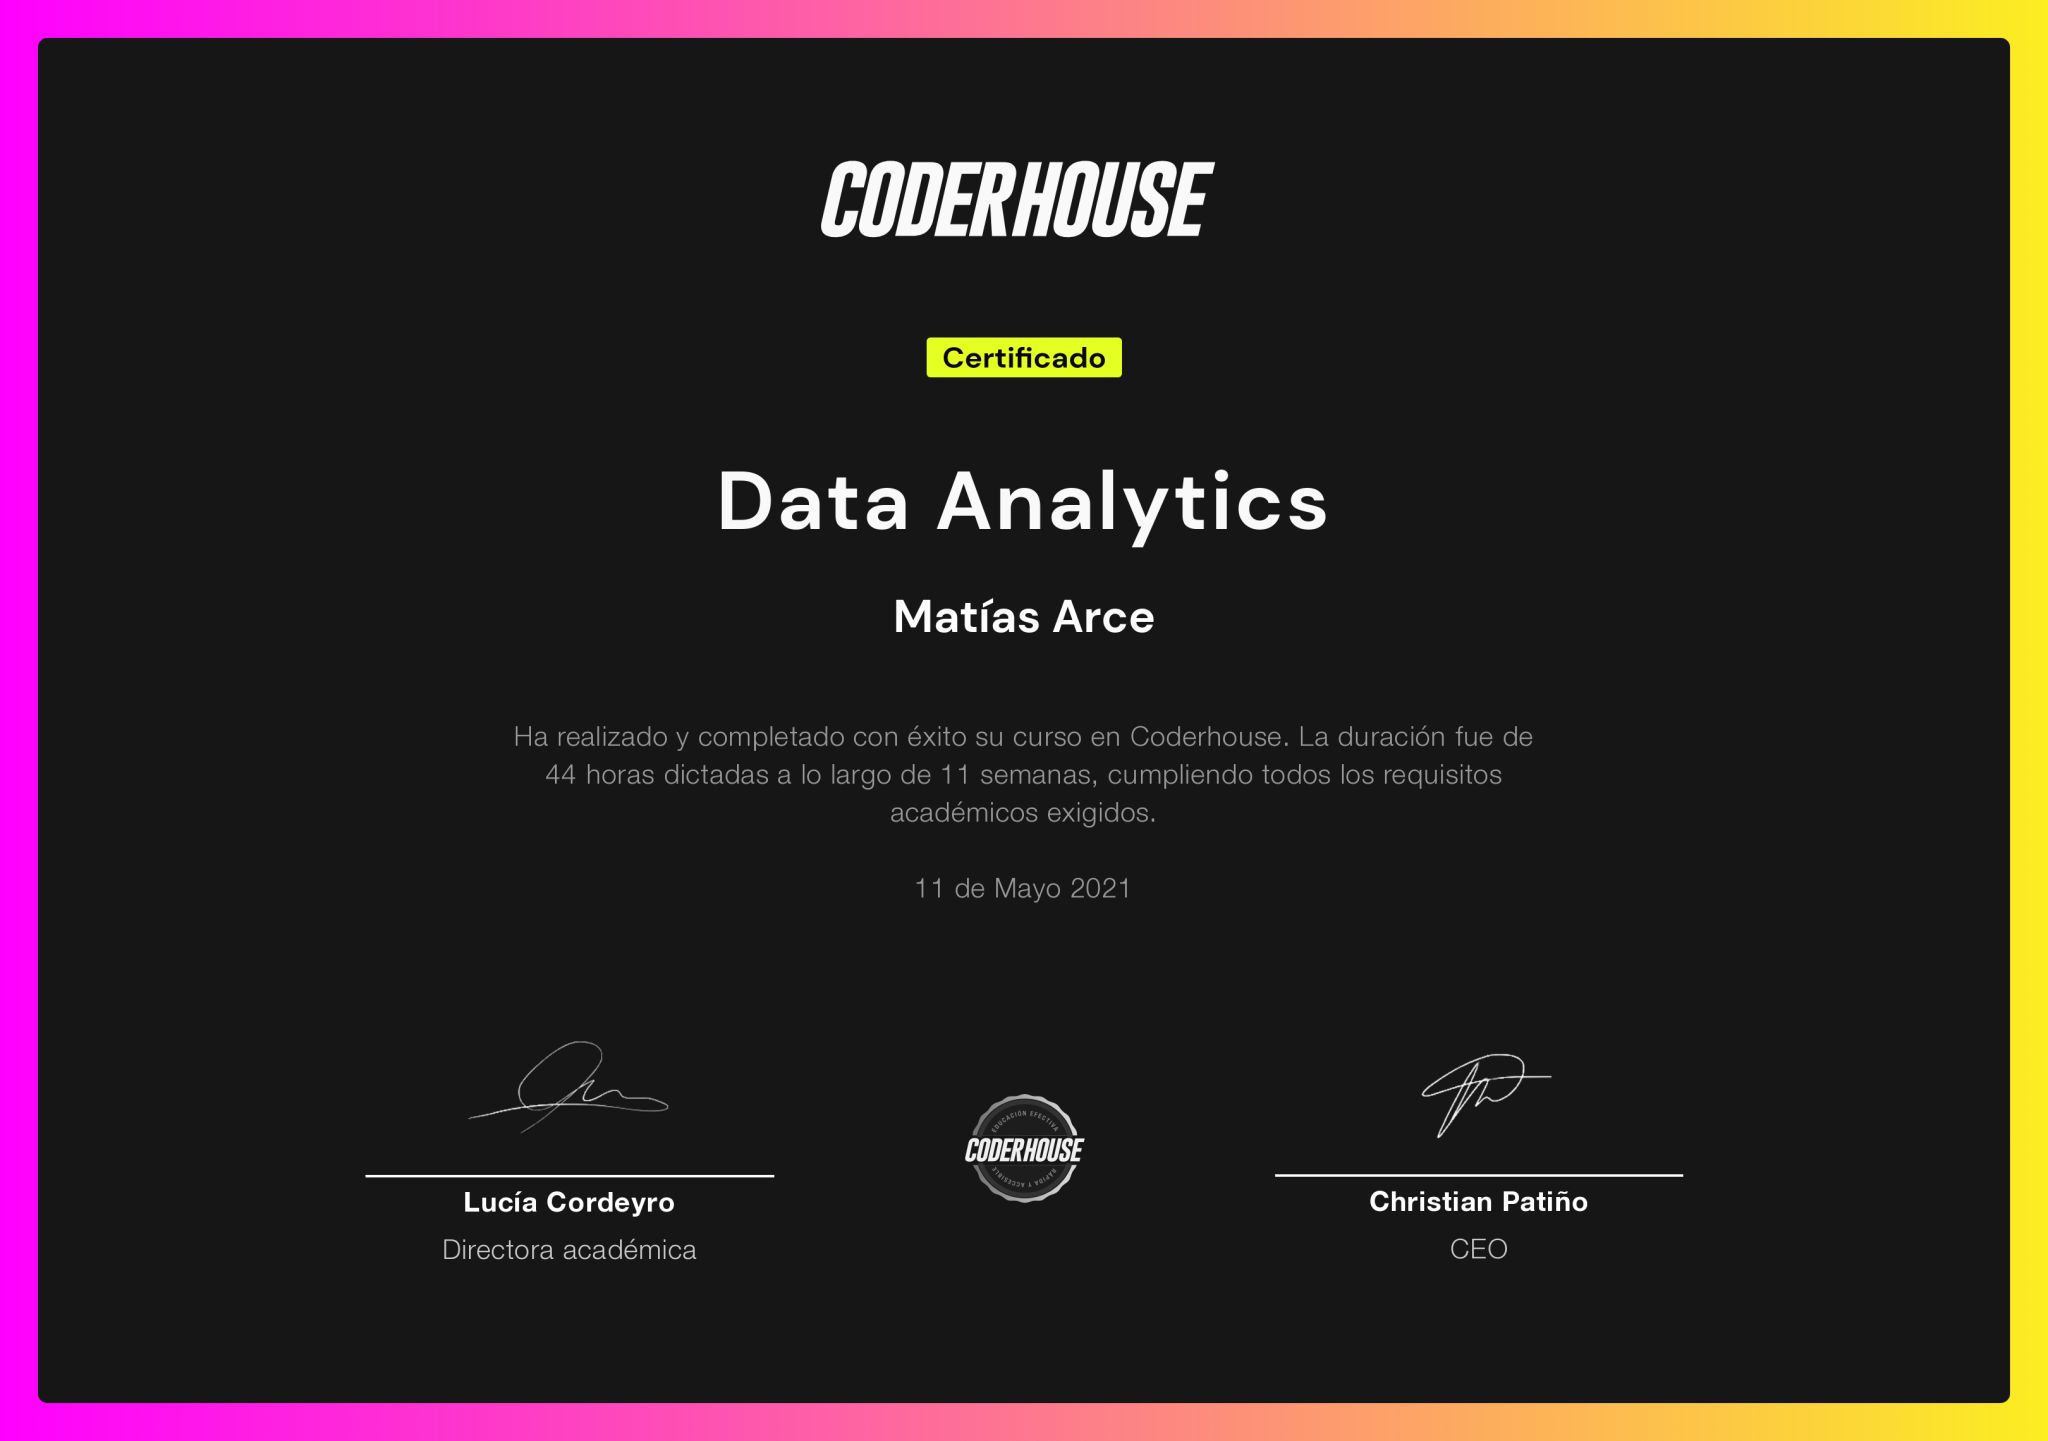 CODERHOUSE
Certificado
Data Analytics
Matías Arce
Ha realizado y completado con éxito su curso en Coderhouse. La duración fue de
44 horas dictadas a lo largo de 11 semanas, cumpliendo todos los requisitos
académicos exigidos.
11 de Mayo 2021
Lucía Cordeyro
Directora académica
EDUCACIÓN EFECTIVA
CODERHOUSE
RÁPIDA Y ACCESIBLE
Christian Patiño
CEO